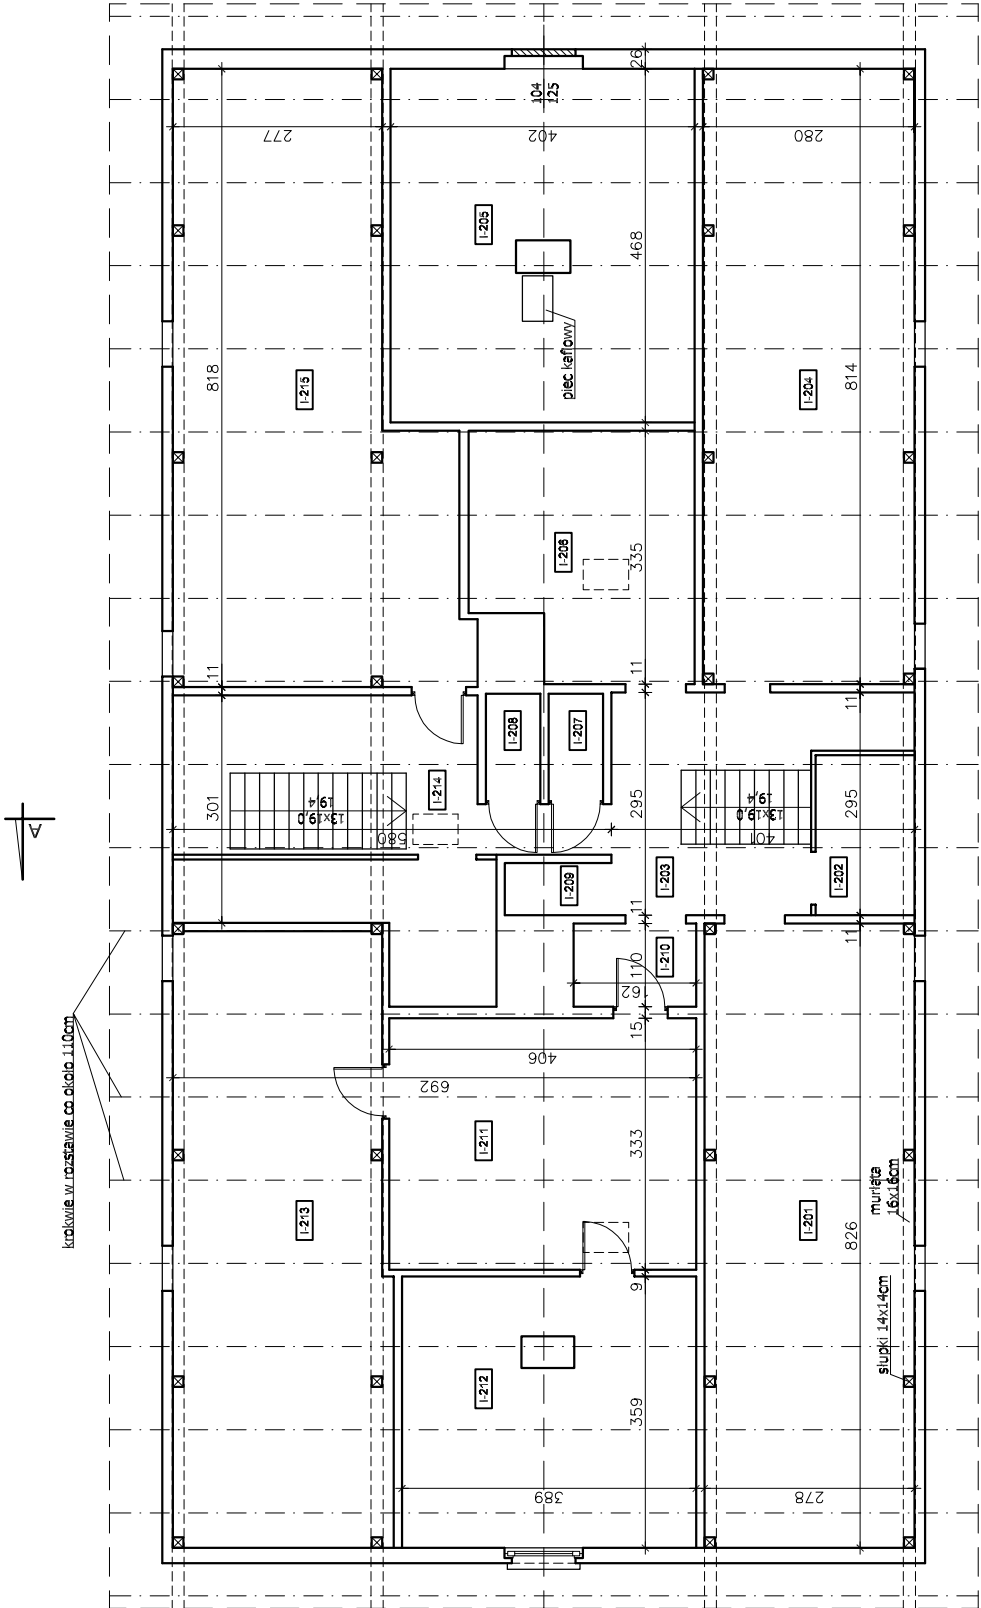 26
104
125
277
402
280
I-205
468
piec kaflowy
818
I-215
814
I-204
I-206
335
11
11
11
I-208
I-207
I-214
301
13x19,0
19,4
580
295
13x19,0
19,4
401
295
A
I-209
I-203
I-202
11
11
I-210
110
162
15
krokwie w rozstawie co około 110cm
406
692
I-211
333
murłata
16x16cm
I-213
I-201
826
9
słupki 14x14cm
I-212
359
389
278